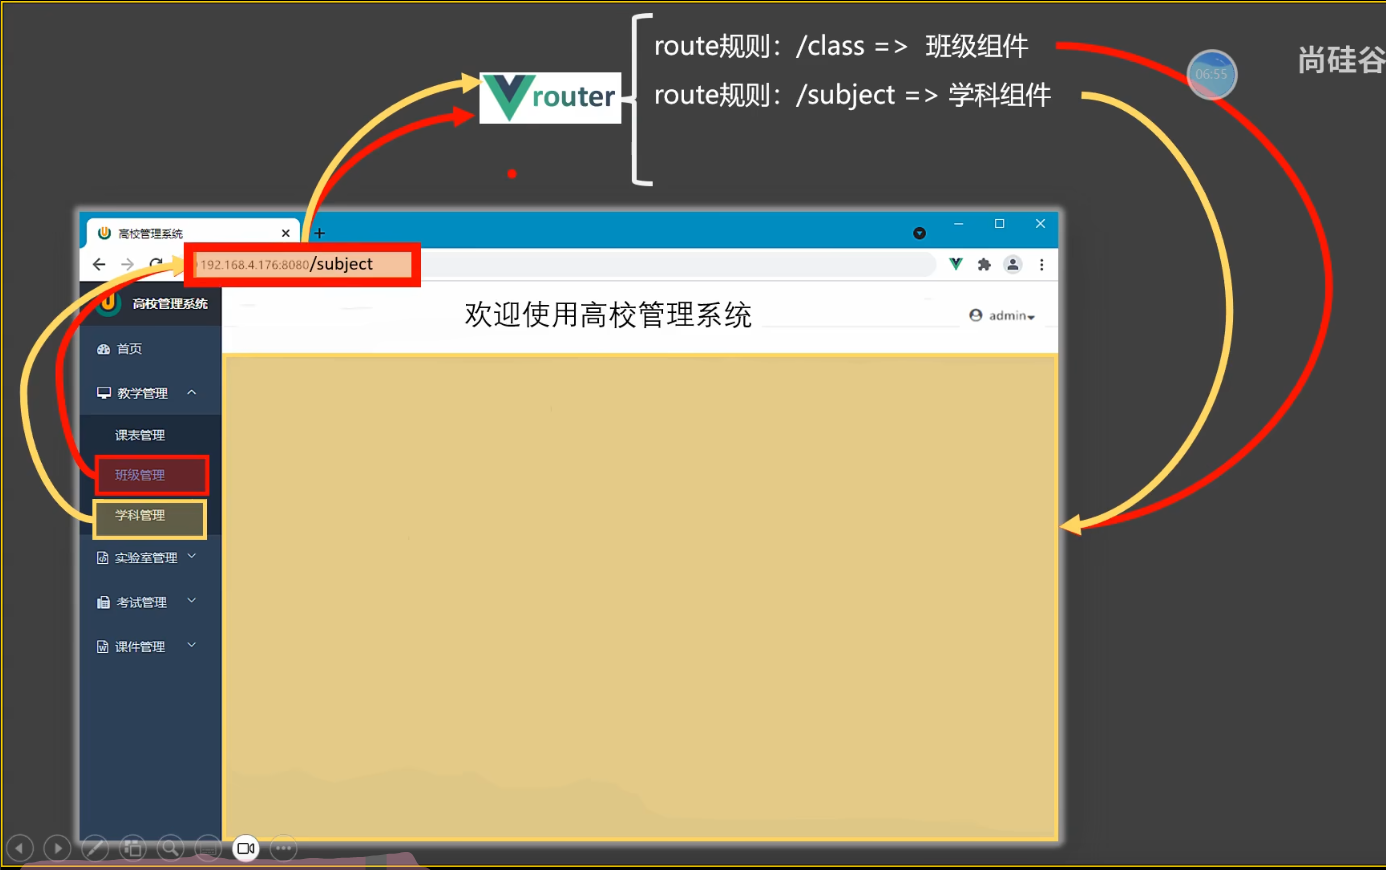 route规则：/class => 班级组件
尚硅谷
06:55
router
route规则：/subject => 学科组件
高校管理系统
192.168.4.176:8080/subject
高校管理系统
欢迎使用高校管理系统
admin
首页
教学管理
课表管理
班级管理
学科管理
实验室管理
考试管理
课件管理